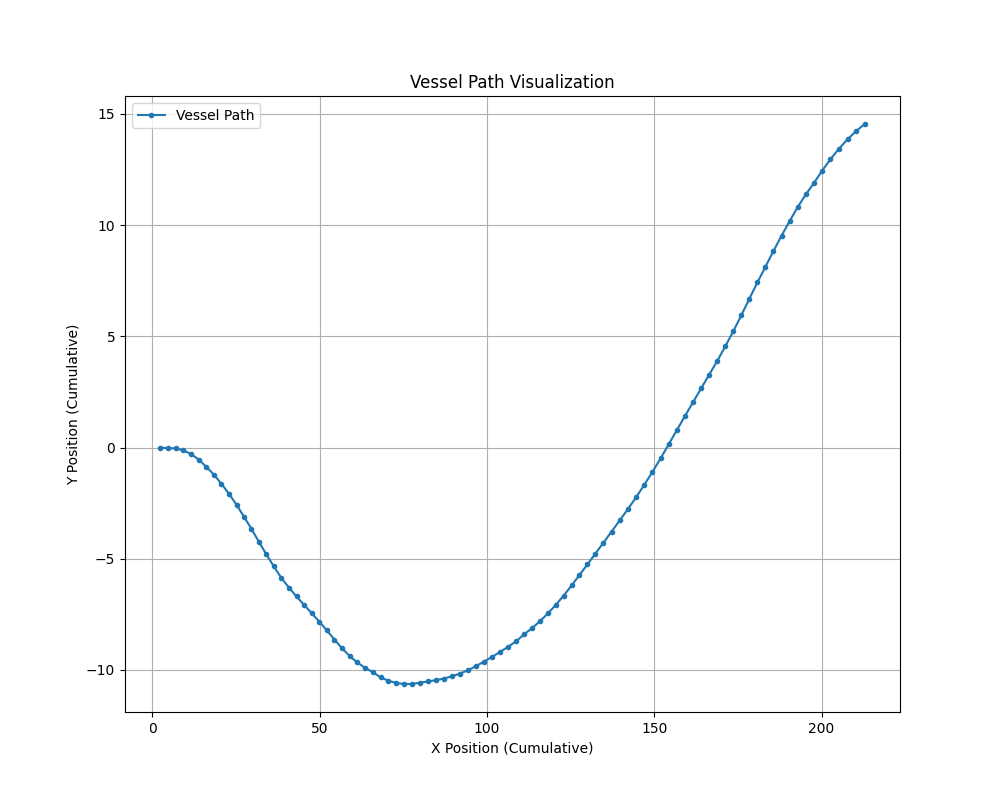 Vessel Path Visualization
Vessel Path
15
10
5
0
−5
−10
Y Position (Cumulative)
0 50 100 150 200
X Position (Cumulative)